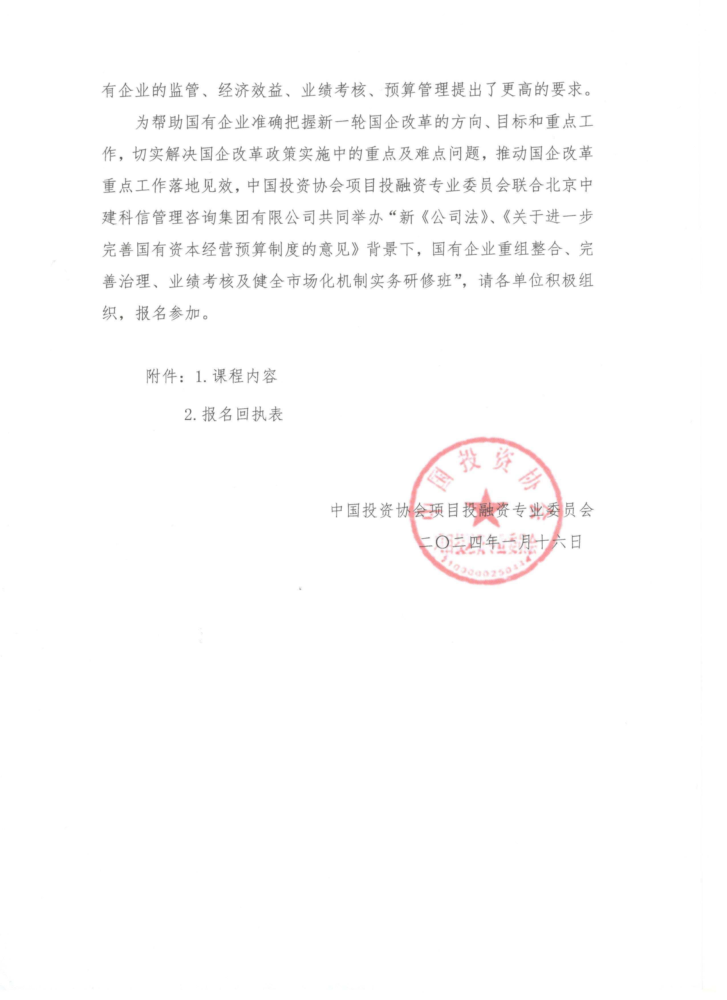 有企业的监管、经济效益、业绩考核、预算管理提出了更高的要求。
为帮助国有企业准确把握新一轮国企改革的方向、目标和重点工
作，切实解决国企改革政策实施中的重点及难点问题，推动国企改革
重点工作落地见效，中国投资协会项目投融资专业委员会联合北京中
建科信管理咨询集团有限公司共同举办“新《公司法》、《关于进一步
完善国有资本经营预算制度的意见》背景下，国有企业重组整合、完
善治理、业绩考核及健全市场化机制实务研修班”，请各单位积极组
织，报名参加。
附件：1.课程内容
2.报名回执表
中国投资协会
中国投资协会项目投融资专业委员会
二〇二四年一月十六日